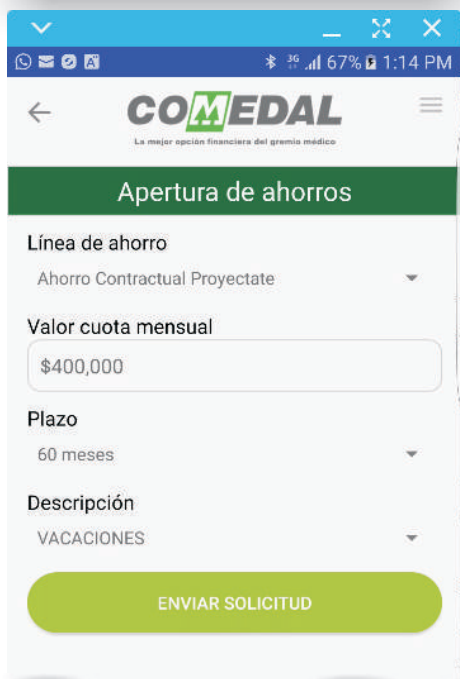 3G 67% 1:14 PM
COMEDAL
La mejor opción financiera del gremio médico
Apertura de ahorros
Línea de ahorro
Ahorro Contractual Proyectate
Valor cuota mensual
$400,000
Plazo
60 meses
Descripción
VACACIONES
ENVIAR SOLICITUD